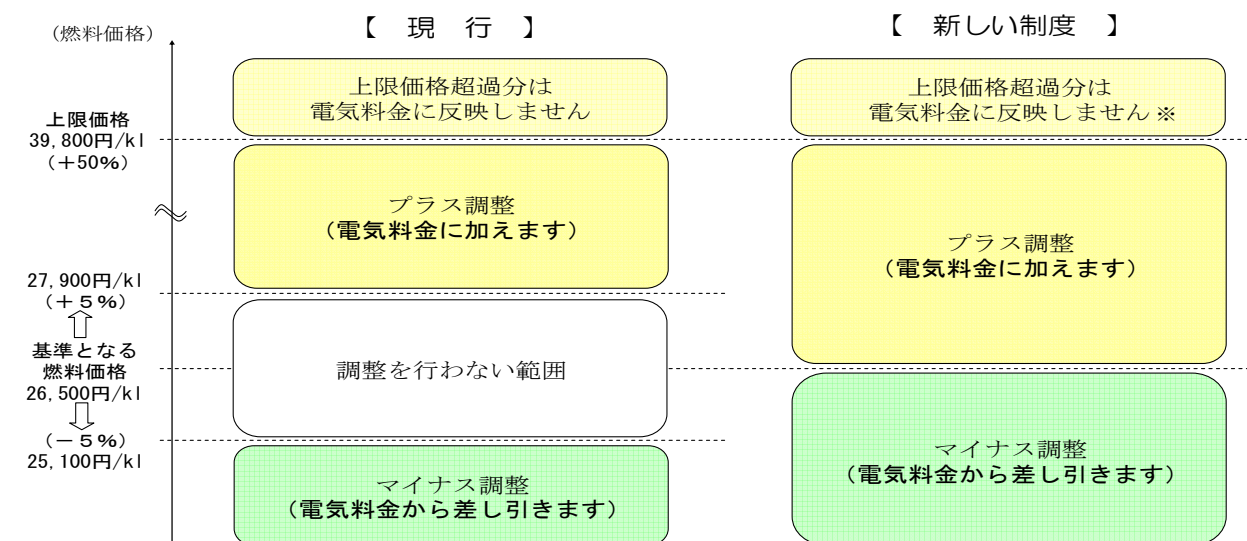 （燃料価格）
【 現 行 】
【 新しい制度 】
上限価格超過分は
電気料金に反映しません
上限価格超過分は
電気料金に反映しません※
上限価格
39,800円/kl
（＋50%）
プラス調整
（電気料金に加えます）
プラス調整
（電気料金に加えます）
27,900円/kl
（＋５%）
基準となる
燃料価格
26,500円/kl
調整を行わない範囲
（－５%）
25,100円/kl
マイナス調整
（電気料金から差し引きます）
マイナス調整
（電気料金から差し引きます）